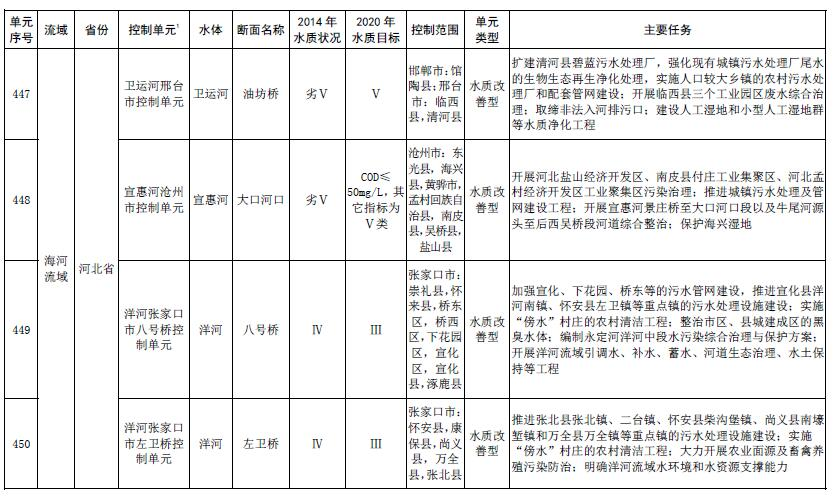 单元
序号
流域
省份
控制单元1
水体
断面名称
2014 年
水质状况
2020 年
水质目标
控制范围
单元
类型
主要任务
海河
流域
河北省
447
卫运河邢台
市控制单元
卫运河
油坊桥
劣Ⅴ
Ⅴ
邯郸市：馆
陶县；邢台
市：临西
县，清河县
水质改
善型
扩建清河县碧蓝污水处理厂，强化现有城镇污水处理厂尾水
的生物生态再生净化处理，实施人口较大乡镇的农村污水处
理厂和配套管网建设；开展临西县三个工业园区废水综合治
理；取缔非法入河排污口；建设人工湿地和小型人工湿地群
等水质净化工程
448
宣惠河沧州
市控制单元
宣惠河
大口河口
劣Ⅴ
COD≤
50mg/L，其
它指标为
Ⅴ类
沧州市：东
光县，海兴
县，黄骅市，
孟村回族自
治县，南皮
县，吴桥县，
盐山县
水质改
善型
开展河北盐山经济开发区、南皮县付庄工业集聚区、河北孟
村经济开发区工业聚集区污染治理；推进城镇污水处理及管
网建设工程；开展宣惠河景庄桥至大口河口段以及牛尾河源
头至后西吴桥段河道综合整治；保护海兴湿地
449
洋河张家口
市八号桥控
制单元
洋河
八号桥
Ⅳ
Ⅲ
张家口市：
崇礼县，怀
来县，桥东
区，桥西
区，下花园
区，宣化
区，宣化
县，涿鹿县
水质改
善型
加强宣化、下花园、桥东等的污水管网建设，推进宣化县洋
河南镇、怀安县左卫镇等重点镇的污水处理设施建设；实施
“傍水”村庄的农村清洁工程；整治市区、县城建成区的黑
臭水体；编制永定河洋河中段水污染综合治理与保护方案；
开展洋河流域引调水、补水、蓄水、河道生态治理、水土保
持等工程
450
洋河张家口
市左卫桥控
制单元
洋河
左卫桥
Ⅳ
Ⅲ
张家口市：
怀安县，康
保县，尚义
县，万全
县，张北县
水质改
善型
推进张北县张北镇、二台镇、怀安县柴沟堡镇、尚义县南壕
堑镇和万全县万全镇等重点镇的污水处理设施建设；实施
“傍水”村庄的农村清洁工程；大力开展农业面源及畜禽养
殖污染防治；明确洋河流域水环境和水资源支撑能力